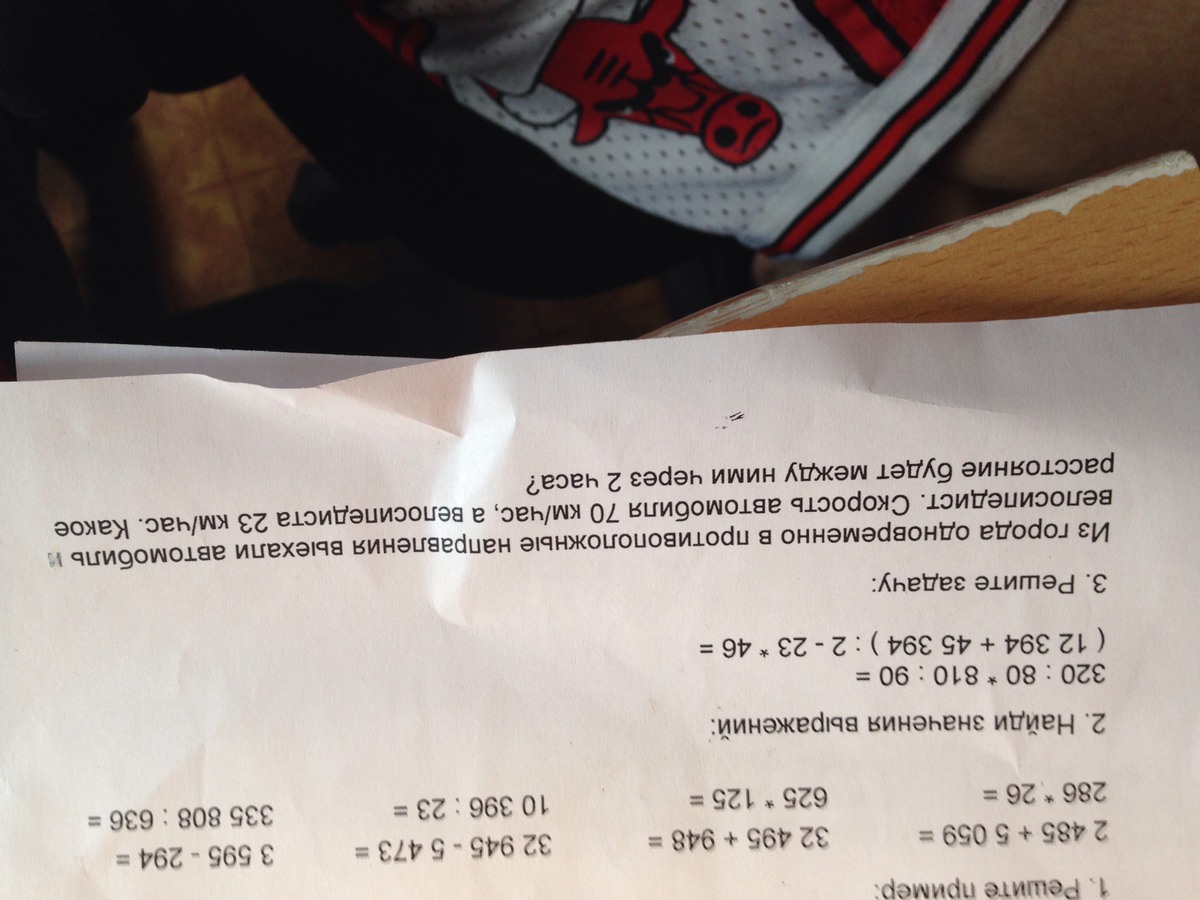 1. Решите пример:
2 485 + 5 059 = 32 495 + 948 = 32 945 - 5 473 = 3 595 - 294 =
286 * 26 = 625 * 125 = 10 396 : 23 = 335 808 : 636 =
2. Найди значения выражений:
320 : 80 * 810 : 90 =
( 12 394 + 45 394 ) : 2 - 23 * 46 =
3. Решите задачу:
Из города одновременно в противоположные направления выехали автомобиль и
велосипедист. Скорость автомобиля 70 км/час, а велосипедиста 23 км/час. Какое
расстояние будет между ними через 2 часа?